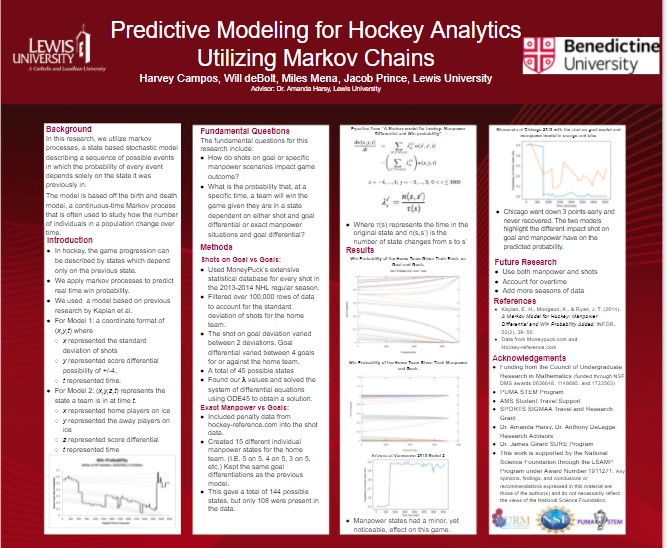 Predictive Modeling for Hockey Analytics
Utilizing Markov Chains
Harvey Campos, Will deBolt, Miles Mena, Jacob Prince, Lewis University
Advisor: Dr. Amanda Harsy, Lewis University
LEWIS
UNIVERSITY
A Catholic and Lasallian University
Benedictine
University
Background
In this research, we utilize markov
processes, a state based stochastic model
describing a sequence of possible events
in which the probability of every event
depends solely on the state it was
previously in.
The model is based off the birth and death
model, a continuous-time Markov process
that is often used to study how the number
of individuals in a population change over
time.
Introduction
● In hockey, the game progression can
be described by states which depend
only on the previous state.
● We apply markov processes to predict
real time win probability.
● We used a model based on previous
research by Kaplan et al.
● For Model 1: a coordinate format of
(x,y,t) where
○ x represented the standard
deviation of shots
○ y represented score differential
possibility of +/-4,
○ t represented time.
● For Model 2: (x,y,z,t) represents the
state a team is in at time t.
○ x represented home players on ice
○ y represented the away players on
ice
○ z represented score differential
○ t represented time
Win Probability
Fundamental Questions
The fundamental questions for this
research include:
● How do shots on goal or specific
manpower scenarios impact game
outcome?
● What is the probability that, at a
specific time, a team will win the
game given they are in a state
dependent on either shot and goal
differential or exact manpower
situations and goal differential?
Methods
Shots on Goal vs Goals:
● Used MoneyPuck's extensive
statistical database for every shot in
the 2013-2014 NHL regular season.
● Filtered over 100,000 rows of data
to account for the standard
deviation of shots for the home
team.
● The shot on goal deviation varied
between 2 deviations. Goal
differential varied between 4 goals
for or against the home team.
● A total of 45 possible states
● Found our λ values and solved the
system of differential equations
using ODE45 to obtain a solution.
Exact Manpower vs Goals:
● Included penalty data from
hockey-reference.com into the shot
data.
● Created 15 different individual
manpower states for the home
team. (I.E. 5 on 5, 4 on 5, 3 on 5,
etc.) Kept the same goal
differentiations as the previous
model.
● This gave a total of 144 possible
states, but only 108 were present in
the data.
Equation from "A Markov model for hockey: Manpower
Differential and Win probability"
● Where τ(s) represents the time in the
original state and n(s,s') is the
number of state changes from s to s'
Results
Win Probability of the Home Team Given Their Shots on
Goal and Goals.
Win Probability of the Home Team Given Their Manpower
and Goals.
Arizona at Vancouver 2013 Model 2
● Manpower states had a minor, yet
noticeable, effect on this game.
Minnesota at Chicago 2013 with the shot on goal model and
manpower model in orange and blue
● Chicago went down 3 points early and
never recovered. The two models
highlight the different impact shot on
goal and manpower have on the
predicted probability.
Future Research
● Use both manpower and shots
● Account for overtime
● Add more seasons of data
References
● Kaplan, E. H., Mongeon, K., & Ryan, J. T. (2014).
A Markov Model for Hockey: Manpower
Differential and Win Probability Added. INFOR,
52(2), 39–50.
● Data from Moneypuck.com and
Hockey-reference.com
Acknowledgements
● Funding from the Council of Undergraduate
Research in Mathematics (funded through NSF
DMS awards 0636648, 1148695, and 1722563)
● PUMA STEM Program
● AMS Student Travel Support
● SPORTS SIGMAA Travel and Research
Grant
● Dr. Amanda Harsy, Dr. Anthony DeLegge
Research Advisors
● Dr. James Girard SURE Program
● This work is supported by the National
Science Foundation through the LSAMP
Program under Award Number 1911271. Any
opinions, findings, and conclusions or
recommendations expressed in this material are
those of the author(s) and do not necessarily reflect
the views of the National Science Foundation.
NSF
PUMA STEM